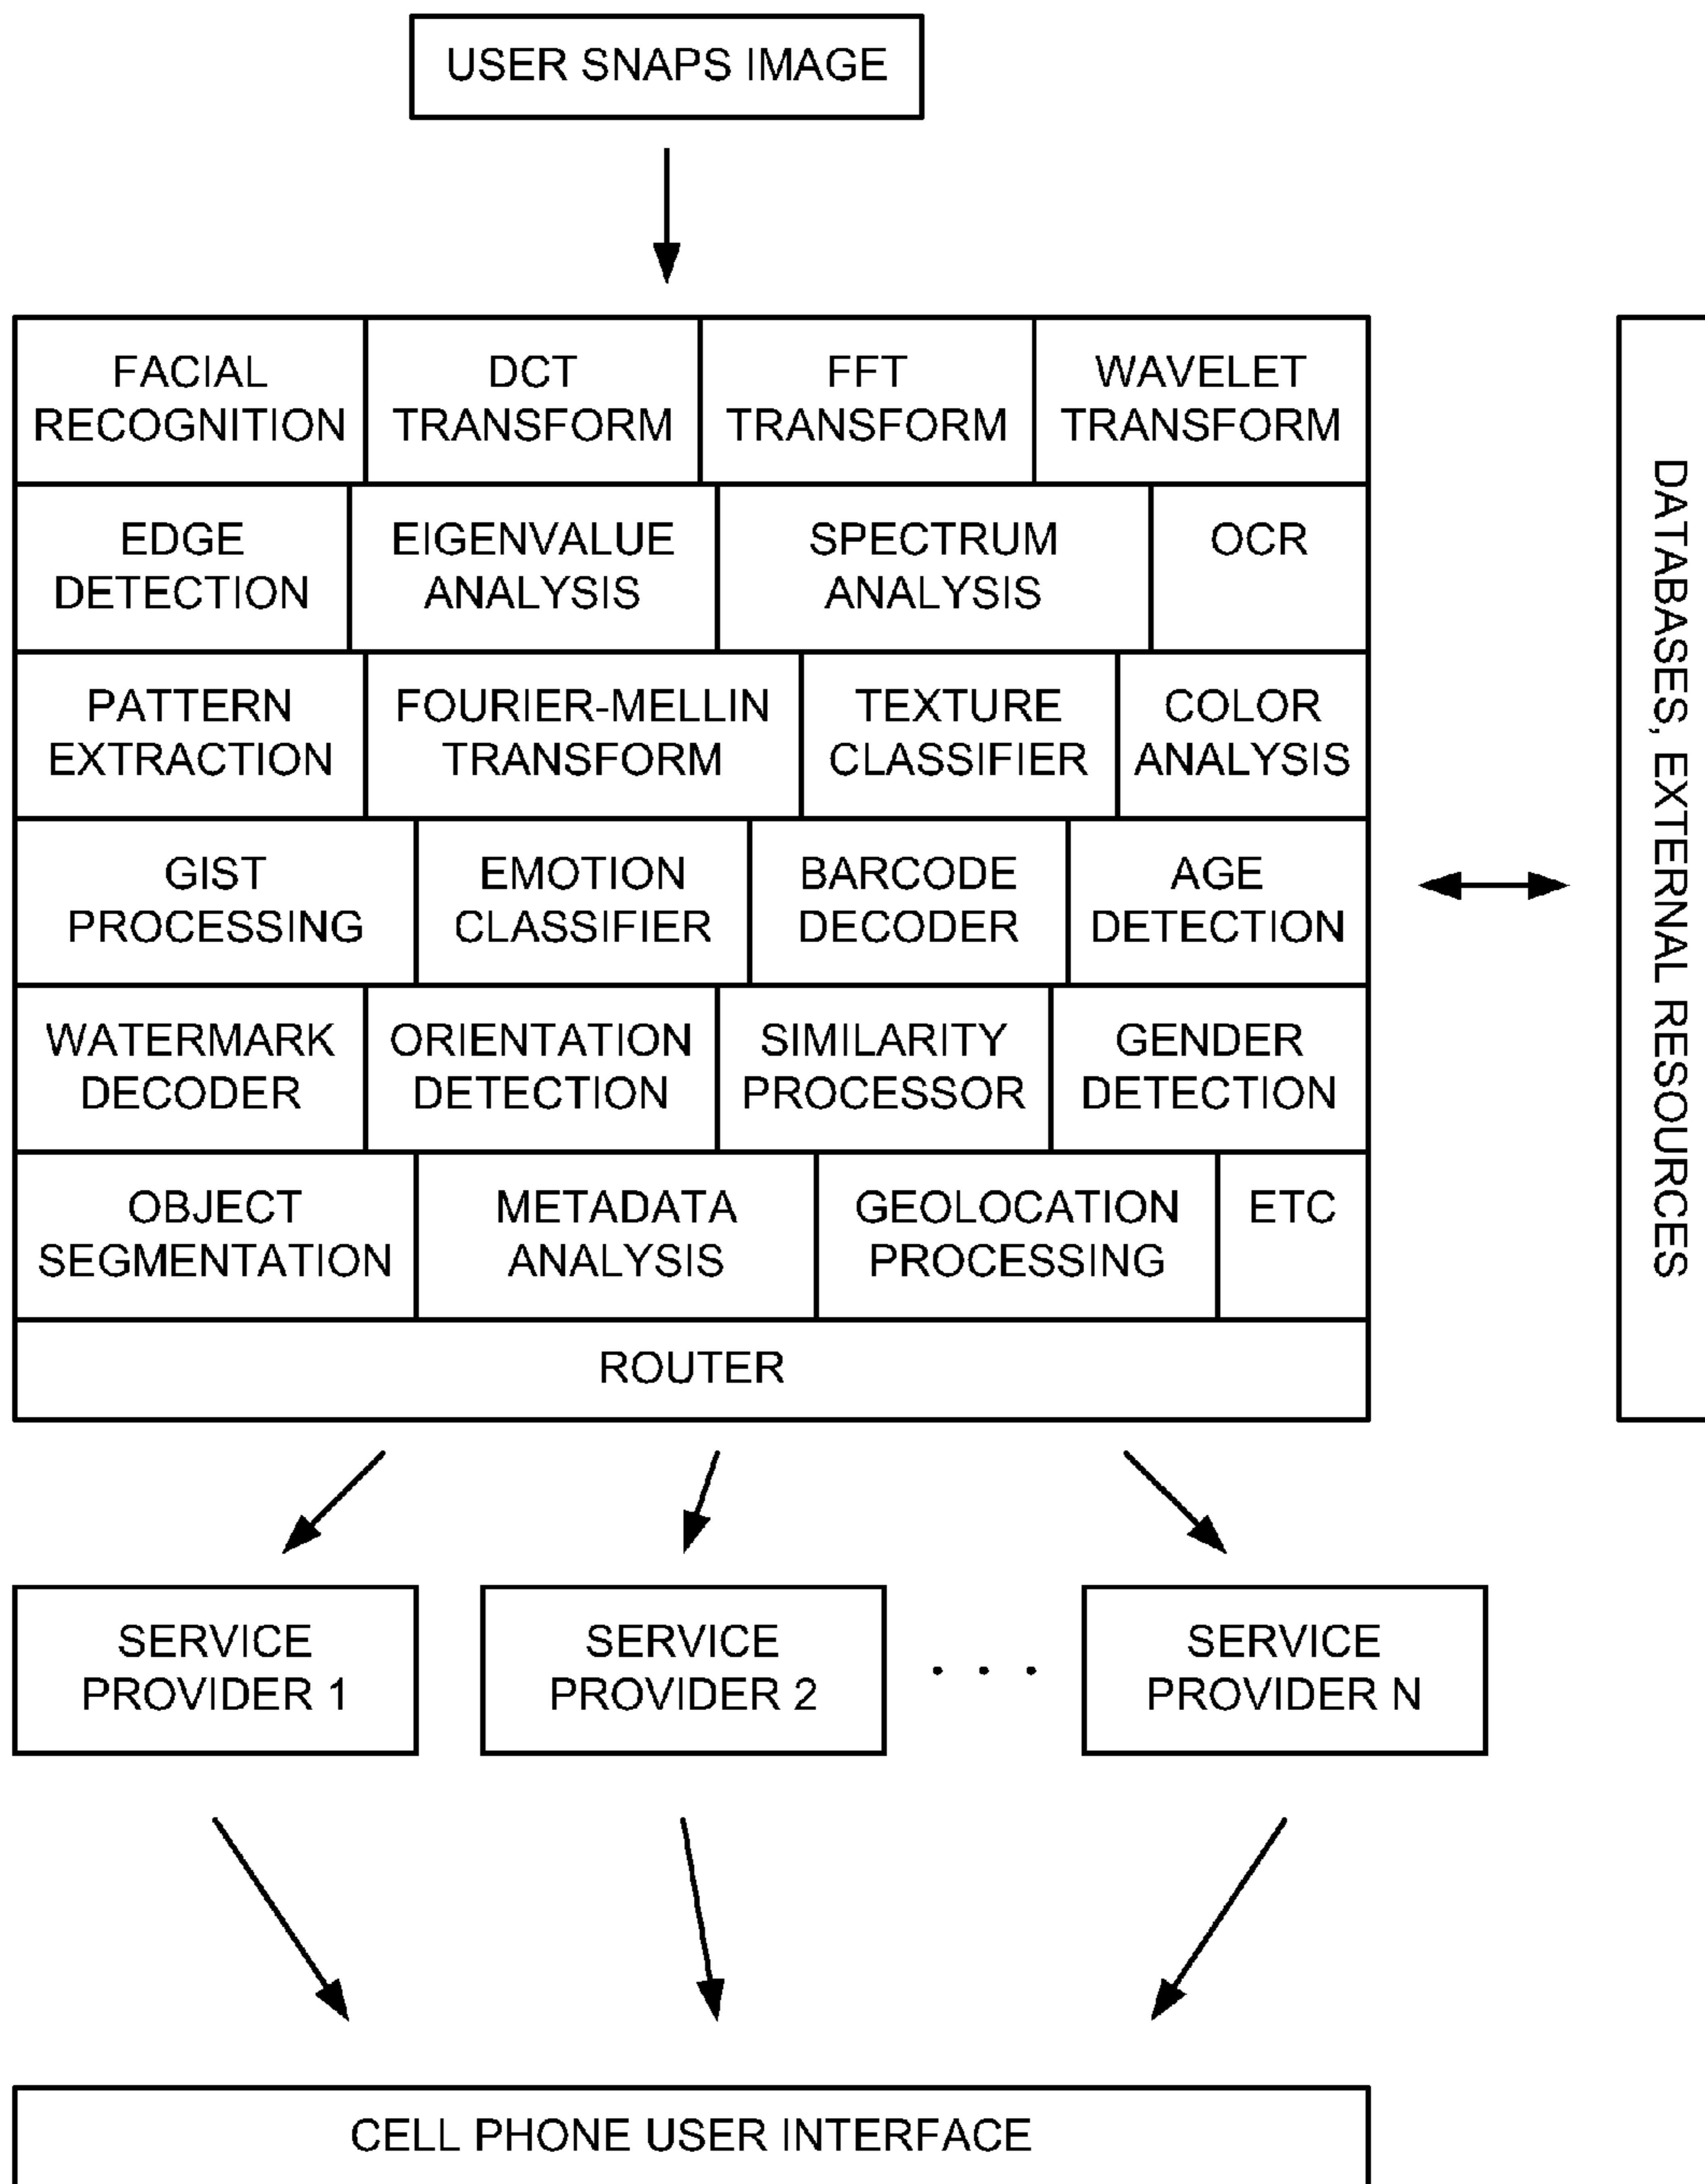 USER SNAPS IMAGE
FACIAL
RECOGNITION
DCT
TRANSFORM
FFT
TRANSFORM
WAVELET
TRANSFORM
EDGE
DETECTION
EIGENVALUE
ANALYSIS
SPECTRUM
ANALYSIS
OCR
PATTERN
EXTRACTION
FOURIER-MELLIN
TRANSFORM
TEXTURE
CLASSIFIER
COLOR
ANALYSIS
GIST
PROCESSING
EMOTION
CLASSIFIER
BARCODE
DECODER
AGE
DETECTION
WATERMARK
DECODER
ORIENTATION
DETECTION
SIMILARITY
PROCESSOR
GENDER
DETECTION
OBJECT
SEGMENTATION
METADATA
ANALYSIS
GEOLOCATION
PROCESSING
ETC
ROUTER
DATABASES, EXTERNAL RESOURCES
SERVICE
PROVIDER 1
SERVICE
PROVIDER 2
. . .
SERVICE
PROVIDER N
CELL PHONE USER INTERFACE